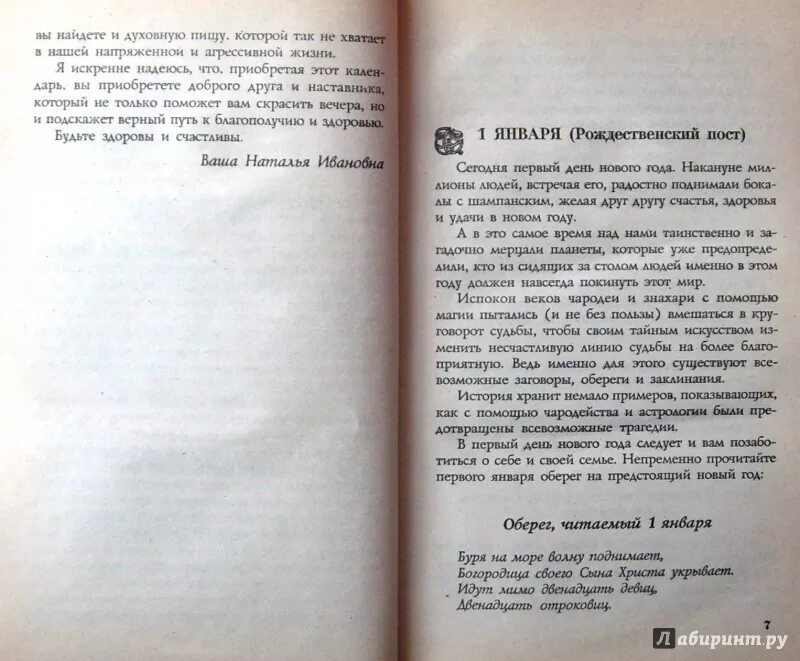 вы найдете и духовную пищу, которой так не хватает
в нашей напряженной и агрессивной жизни.
Я искренне надеюсь, что, приобретая этот кален-
дарь, вы приобретете доброго друга и наставника,
который не только поможет вам скрасить вечера, но
и подскажет верный путь к благополучию и здоровью.
Будьте здоровы и счастливы.
Ваша Наталья Ивановна
1 ЯНВАРЯ (Рождественский пост)
Сегодня первый день нового года. Накануне мил-
лионы людей, встречая его, радостно поднимали бока-
лы с шампанским, желая друг другу счастья, здоровья
и удачи в новом году.
А в это самое время над нами таинственно и за-
гадочно мерцали планеты, которые уже предопреде-
лили, кто из сидящих за столом людей именно в этом
году должен навсегда покинуть этот мир.
Испокон веков чародеи и знахари с помощью
магии пытались (и не без пользы) вмешаться в кру-
говорот судьбы, чтобы своим тайным искусством из-
менить несчастливую линию судьбы на более благо-
приятную. Ведь именно для этого существуют все-
возможные заговоры, обереги и заклинания.
История хранит немало примеров, показывающих,
как с помощью чародейства и астрологии были пре-
дотвращены всевозможные трагедии.
В первый день нового года следует и вам позабо-
титься о себе и своей семье. Непременно прочитайте
первого января оберег на предстоящий новый год:
Оберег, читаемый 1 января
Буря на море волну поднимает,
Богородица своего Сына Христа укрывает.
Идут мимо двенадцать девиц,
Двенадцать отроковиц.
7
Лабиринт.ру